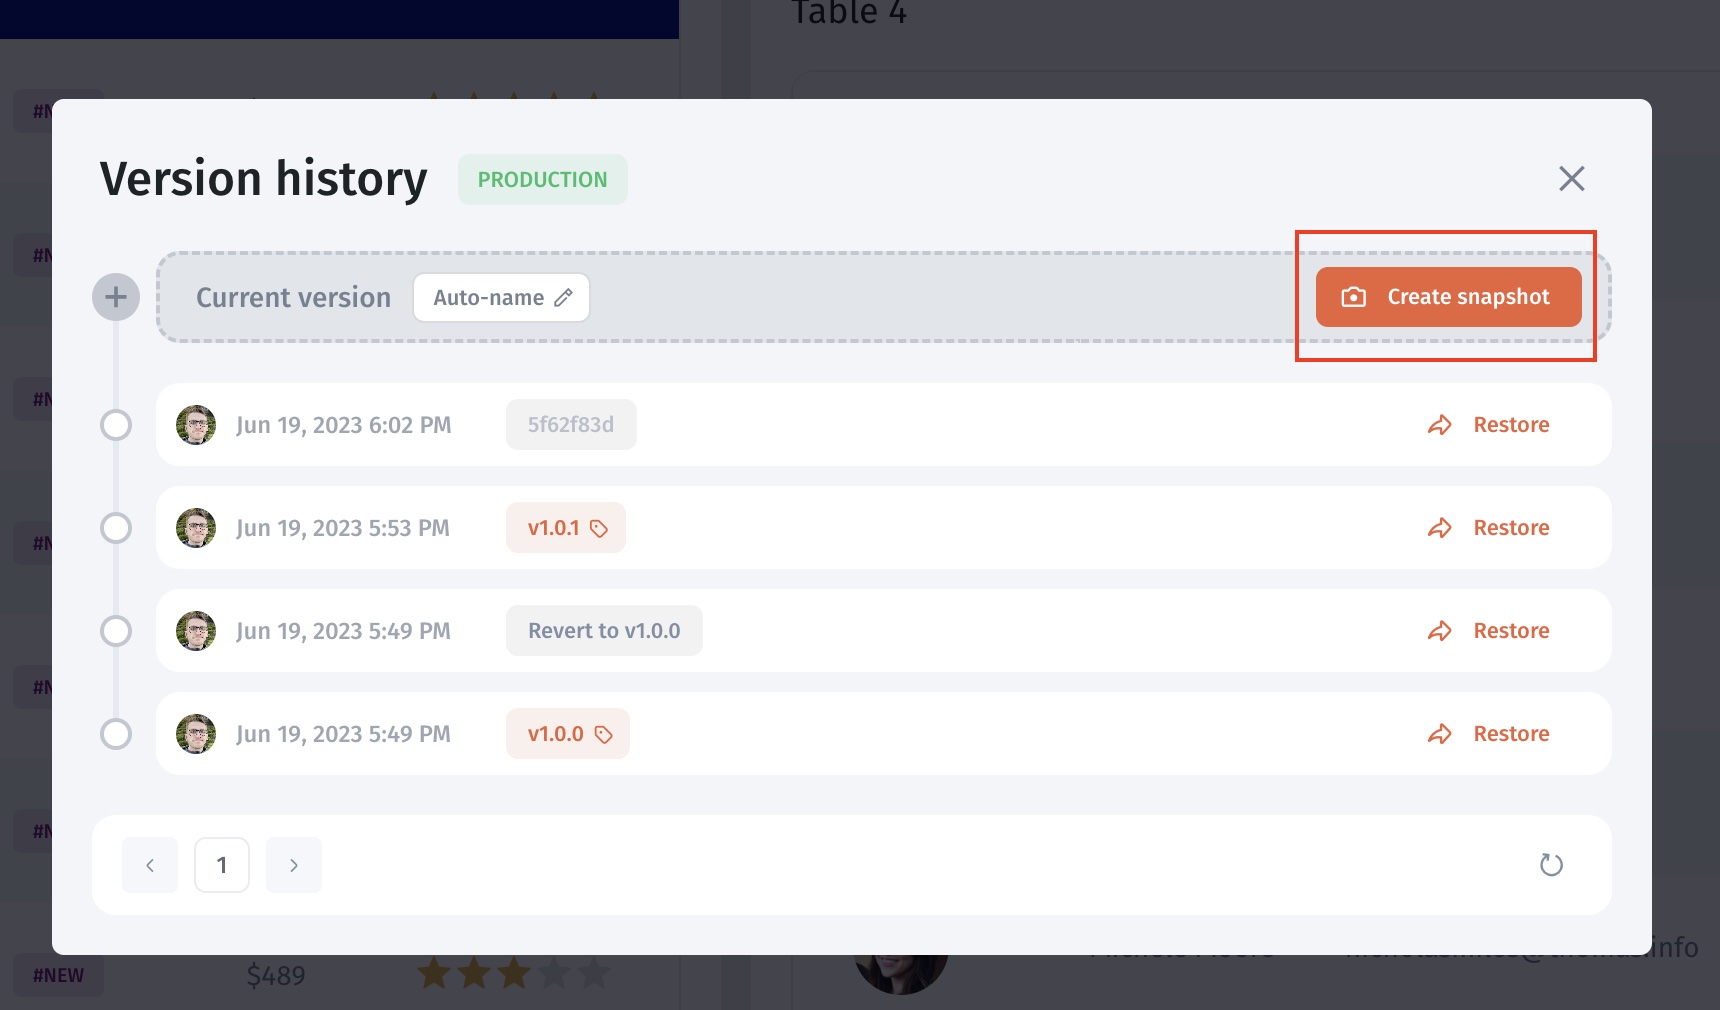 Table 4
Version history
PRODUCTION
Current version
Auto-name
Create snapshot
Jun 19, 2023 6:02 PM
5f62f83d
Restore
Jun 19, 2023 5:53 PM
v1.0.1
Restore
Jun 19, 2023 5:49 PM
Revert to v1.0.0
Restore
Jun 19, 2023 5:49 PM
v1.0.0
Restore
1
#NEW
$489
.info